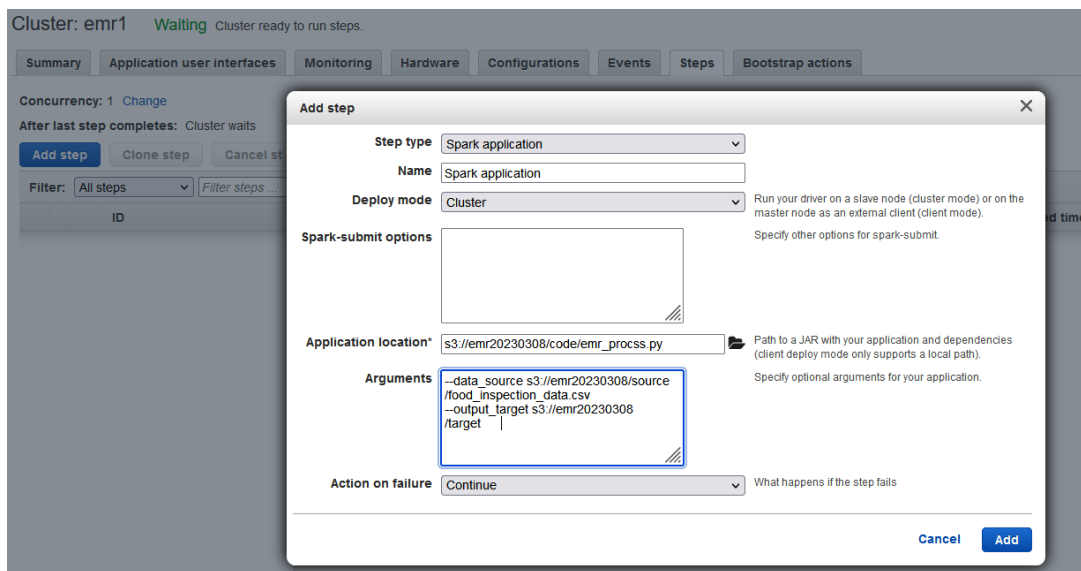 Cluster: emr1 Waiting Cluster ready to run steps.
Summary Application user interfaces Monitoring Hardware Configurations Events Steps Bootstrap actions
Concurrency: 1 Change
After last step completes: Cluster waits
Add step Clone step Cancel st
Filter: All steps Filter steps ...
ID
ed time
Add step
Step type Spark application
Name Spark application
Deploy mode Cluster
Run your driver on a slave node (cluster mode) or on the
master node as an external client (client mode).
Spark-submit options
Specify other options for spark-submit.
Application location* s3://emr20230308/code/emr_procss.py
Path to a JAR with your application and dependencies
(client deploy mode only supports a local path).
Arguments
--data_source s3://emr20230308/source
/food_inspection_data.csv
--output_target s3://emr20230308
/target
Specify optional arguments for your application.
Action on failure Continue
What happens if the step fails
Cancel Add